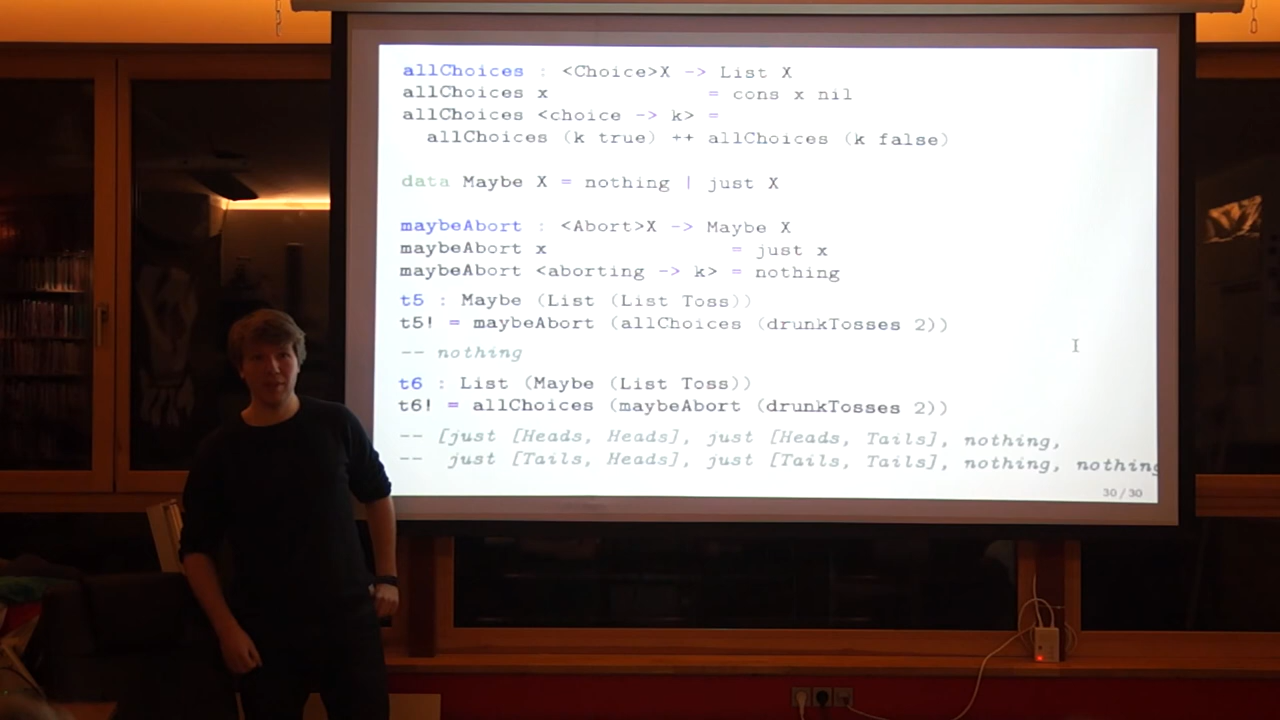 allChoices : <Choice>X -> List X
allChoices x = cons x nil
allChoices <choice -> k> =
allChoices (k true) ++ allChoices (k false)
data Maybe X = nothing | just X
maybeAbort : <Abort>X -> Maybe X
maybeAbort x = just x
maybeAbort <aborting -> k> = nothing
t5 : Maybe (List (List Toss))
t5! = maybeAbort (allChoices (drunkTosses 2))
-- nothing
t6 : List (Maybe (List Toss))
t6! = allChoices (maybeAbort (drunkTosses 2))
-- [just [Heads, Heads], just [Heads, Tails], nothing,
-- just [Tails, Heads], just [Tails, Tails], nothing, nothing
30/30